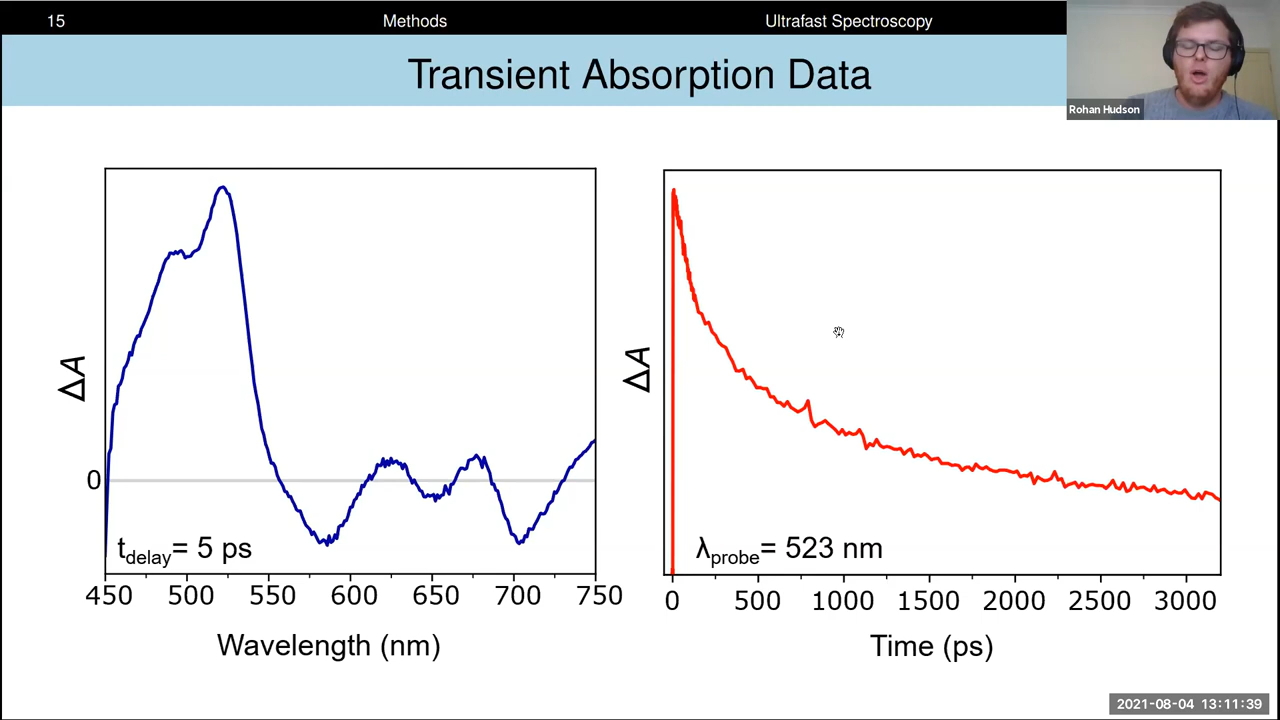 15 Methods Ultrafast Spectroscopy
Transient Absorption Data
Rohan Hudson
ΔA
0
tdelay= 5 ps
450 500 550 600 650 700 750
Wavelength (nm)
ΔA
λprobe= 523 nm
0 500 1000 1500 2000 2500 3000
Time (ps)
2021-08-04 13:11:39